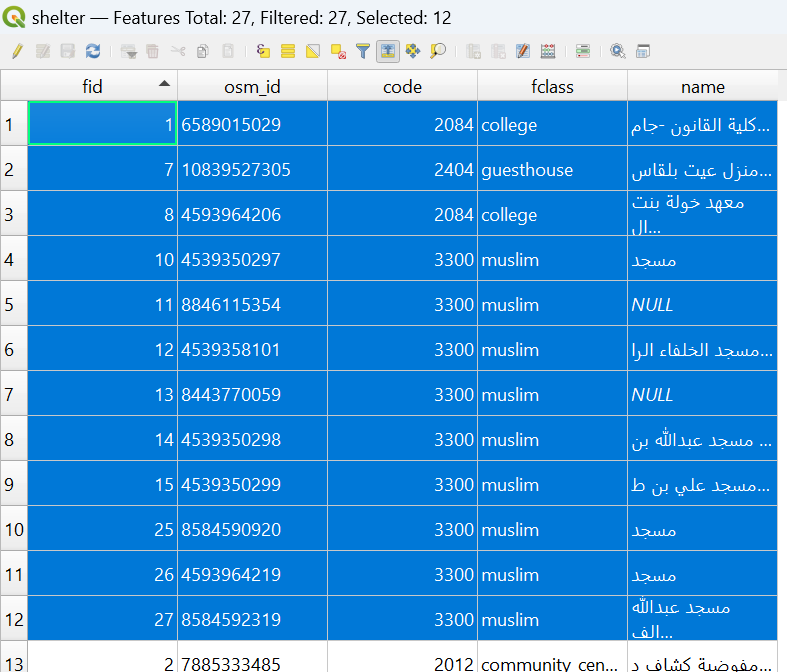 shelter — Features Total: 27, Filtered: 27, Selected: 12
fid osm_id code fclass name
1 1 6589015029 2084 college كلية القانون -جام...
2 7 10839527305 2404 guesthouse منزل عيت بلقاس...
3 8 4593964206 2084 college معهد خولة بنت
ال...
4 10 4539350297 3300 muslim مسجد
5 11 8846115354 3300 muslim NULL
6 12 4539358101 3300 muslim مسجد الخلفاء الرا...
7 13 8443770059 3300 muslim NULL
8 14 4539350298 3300 muslim مسجد عبدالله بن ...
9 15 4539350299 3300 muslim مسجد علي بن ط...
10 25 8584590920 3300 muslim مسجد
11 26 4593964219 3300 muslim مسجد
12 27 8584592319 3300 muslim مسجد عبدالله
الف...
13 2 7885333485 2012 community_cen... مفوضية كشاف د...